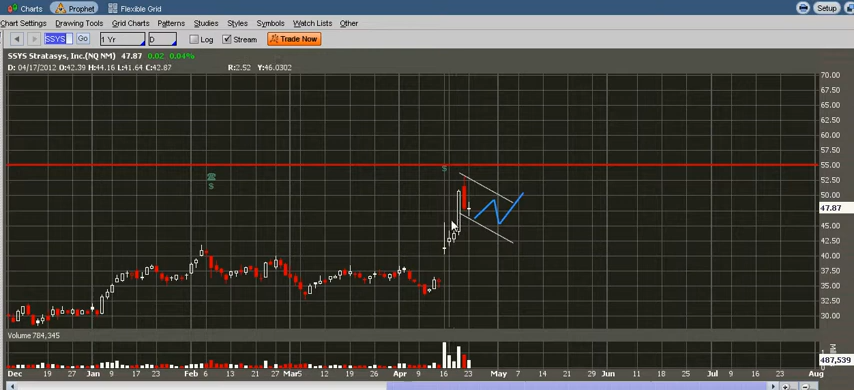 Charts Prophet Flexible Grid Setup
Chart Settings Drawing Tools Grid Charts Patterns Studies Styles Symbols Watch Lists Other
SSYS Go 1 Yr D Log Stream Trade Now
SSYS Stratasys, Inc.(NQ NM) 47.87 0.02 0.04%
D: 04/17/2012 O:42.39 H:44.16 L:41.64 C:42.87 R:2.52 Y:46.0302
70.00
67.50
65.00
62.50
60.00
57.50
55.00
52.50
50.00
47.87
45.00
42.50
40.00
37.50
35.00
32.50
30.00
S
S
Volume 784,345
487,539
Dec 19 27 Jan 9 17 23 Feb 6 13 21 27 Mar 5 12 19 26 Apr 9 16 23 May 7 14 21 29 Jun 11 18 25 Jul 9 16 23 Aug